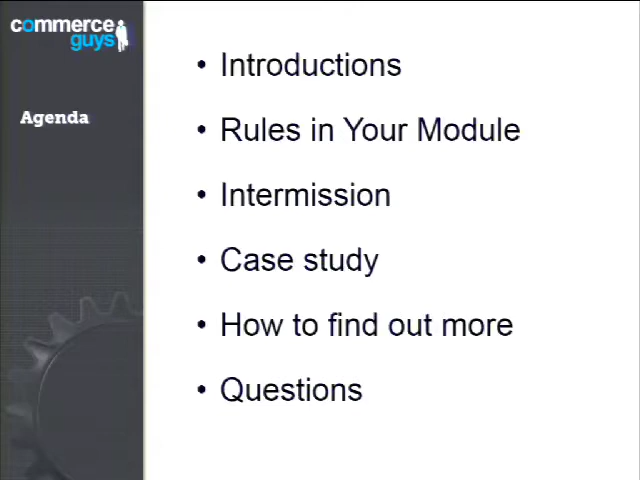 commerce
guys
Agenda
• Introductions
• Rules in Your Module
• Intermission
• Case study
• How to find out more
• Questions